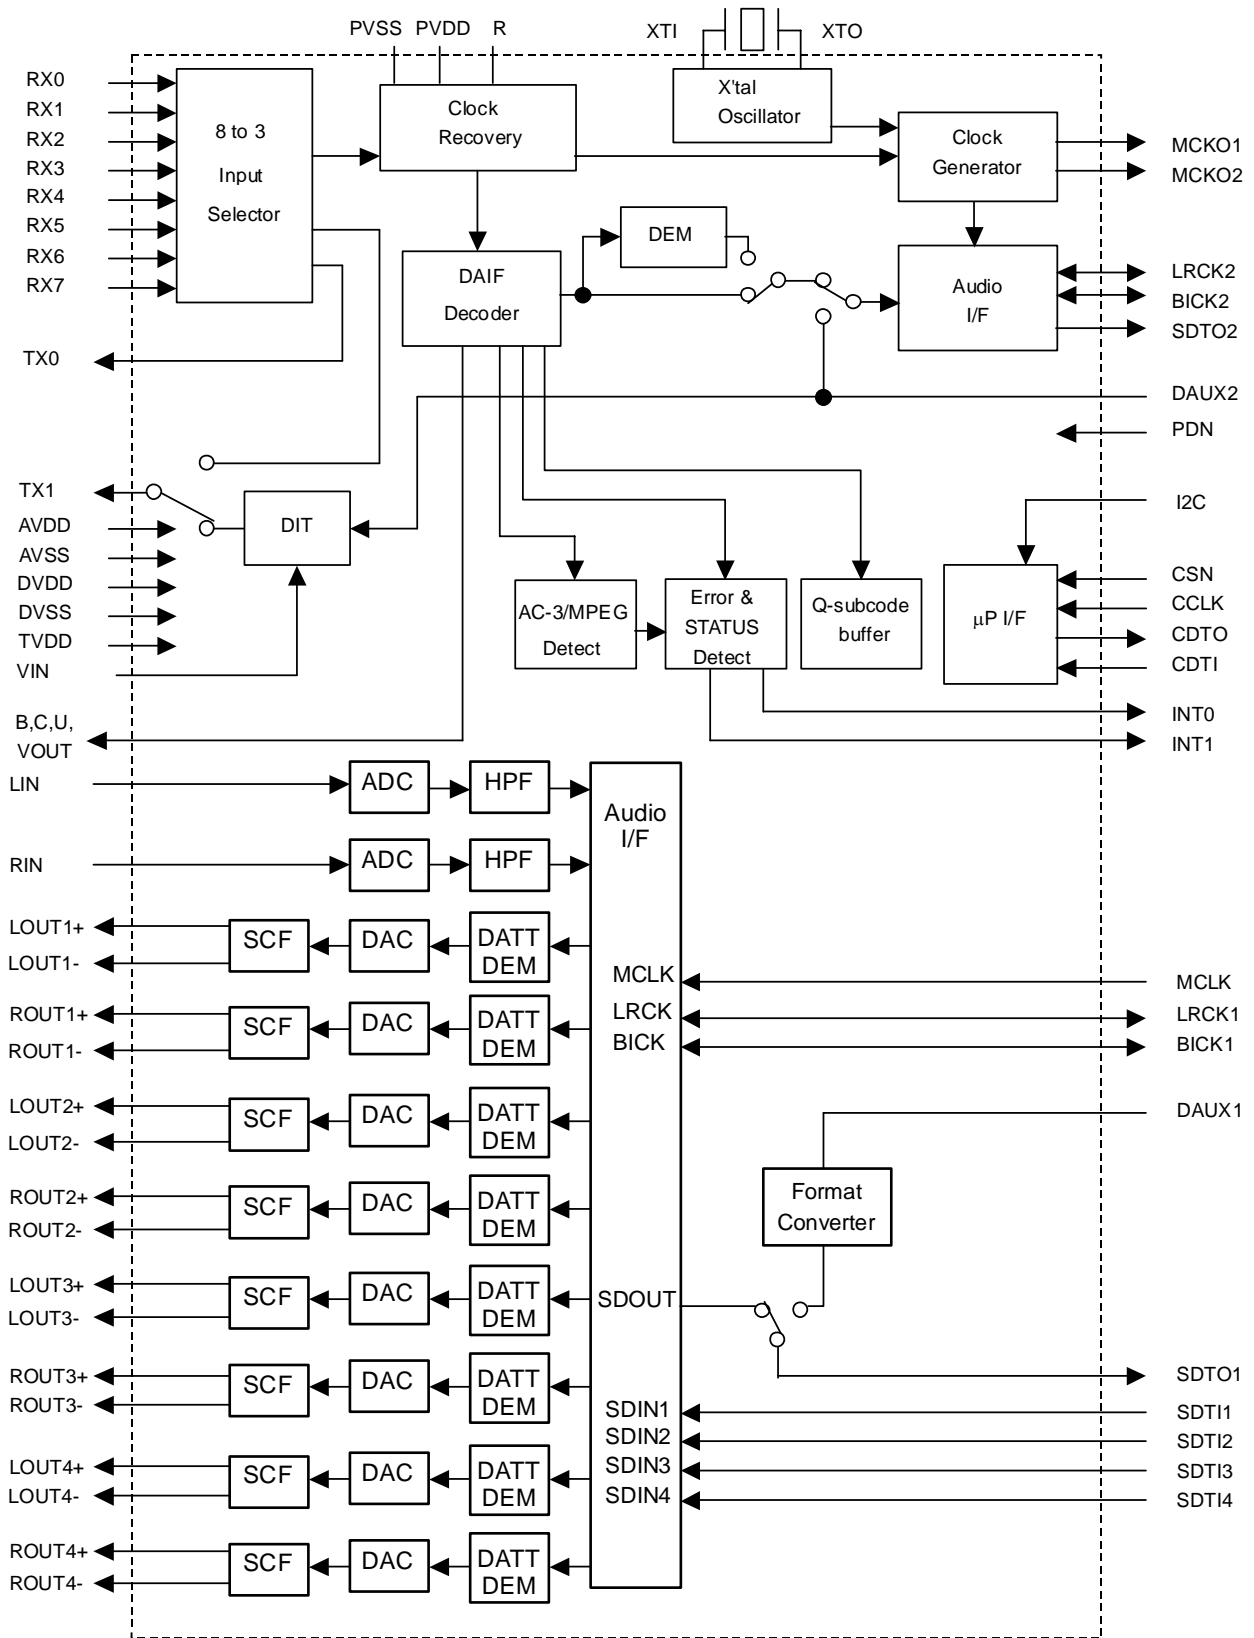 PVSS PVDD R
XTI XTO
RX0
RX1
RX2
RX3
RX4
RX5
RX6
RX7
8 to 3
Input
Selector
Clock
Recovery
X'tal
Oscillator
Clock
Generator
MCKO1
MCKO2
DEM
DAIF
Decoder
Audio
I/F
LRCK2
BICK2
SDTO2
TX0
DAUX2
PDN
TX1
AVDD
AVSS
DVDD
DVSS
TVDD
VIN
DIT
I2C
CSN
CCLK
CDTO
CDTI
AC-3/MPEG
Detect
Error &
STATUS
Detect
Q-subcode
buffer
µP I/F
INT0
INT1
B,C,U,
VOUT
LIN
ADC
HPF
Audio
I/F
RIN
ADC
HPF
LOUT1+
LOUT1-
SCF
DAC
DATT
DEM
MCLK
MCLK
ROUT1+
ROUT1-
SCF
DAC
DATT
DEM
LRCK
LRCK1
BICK
BICK1
LOUT2+
LOUT2-
SCF
DAC
DATT
DEM
DAUX1
ROUT2+
ROUT2-
SCF
DAC
DATT
DEM
Format
Converter
LOUT3+
LOUT3-
SCF
DAC
DATT
DEM
SDOUT
ROUT3+
ROUT3-
SCF
DAC
DATT
DEM
SDTO1
SDIN1
SDTI1
SDIN2
SDTI2
SDIN3
SDTI3
SDIN4
SDTI4
LOUT4+
LOUT4-
SCF
DAC
DATT
DEM
ROUT4+
ROUT4-
SCF
DAC
DATT
DEM